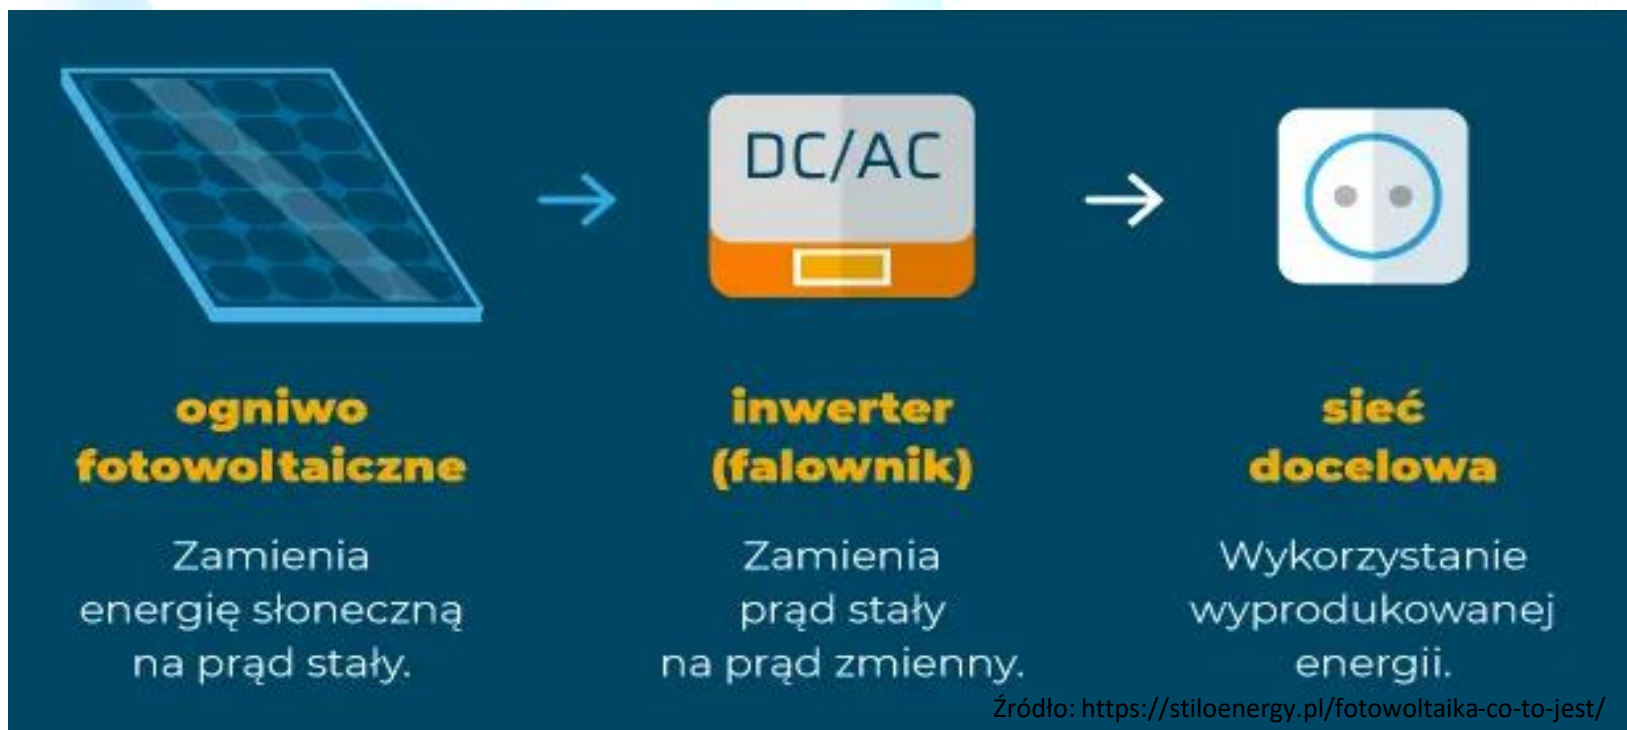 DC/AC
ogniwo
fotowoltaiczne
Zamienia
energię słoneczną
na prąd stały.
inwerter
(falownik)
Zamienia
prąd stały
na prąd zmienny.
sieć
docelowa
Wykorzystanie
wyprodukowanej
energii.
Źródło: https://stiloenergy.pl/fotowoltaika-co-to-jest/